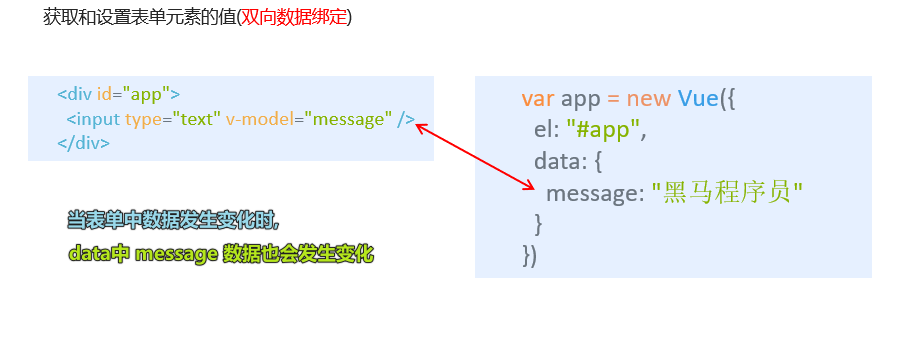 获取和设置表单元素的值(双向数据绑定)
<div id="app">
<input type="text" v-model="message" />
</div>
当表单中数据发生变化时,
data中 message 数据也会发生变化
var app = new Vue({
el: "#app",
data: {
message: "黑马程序员"
}
})